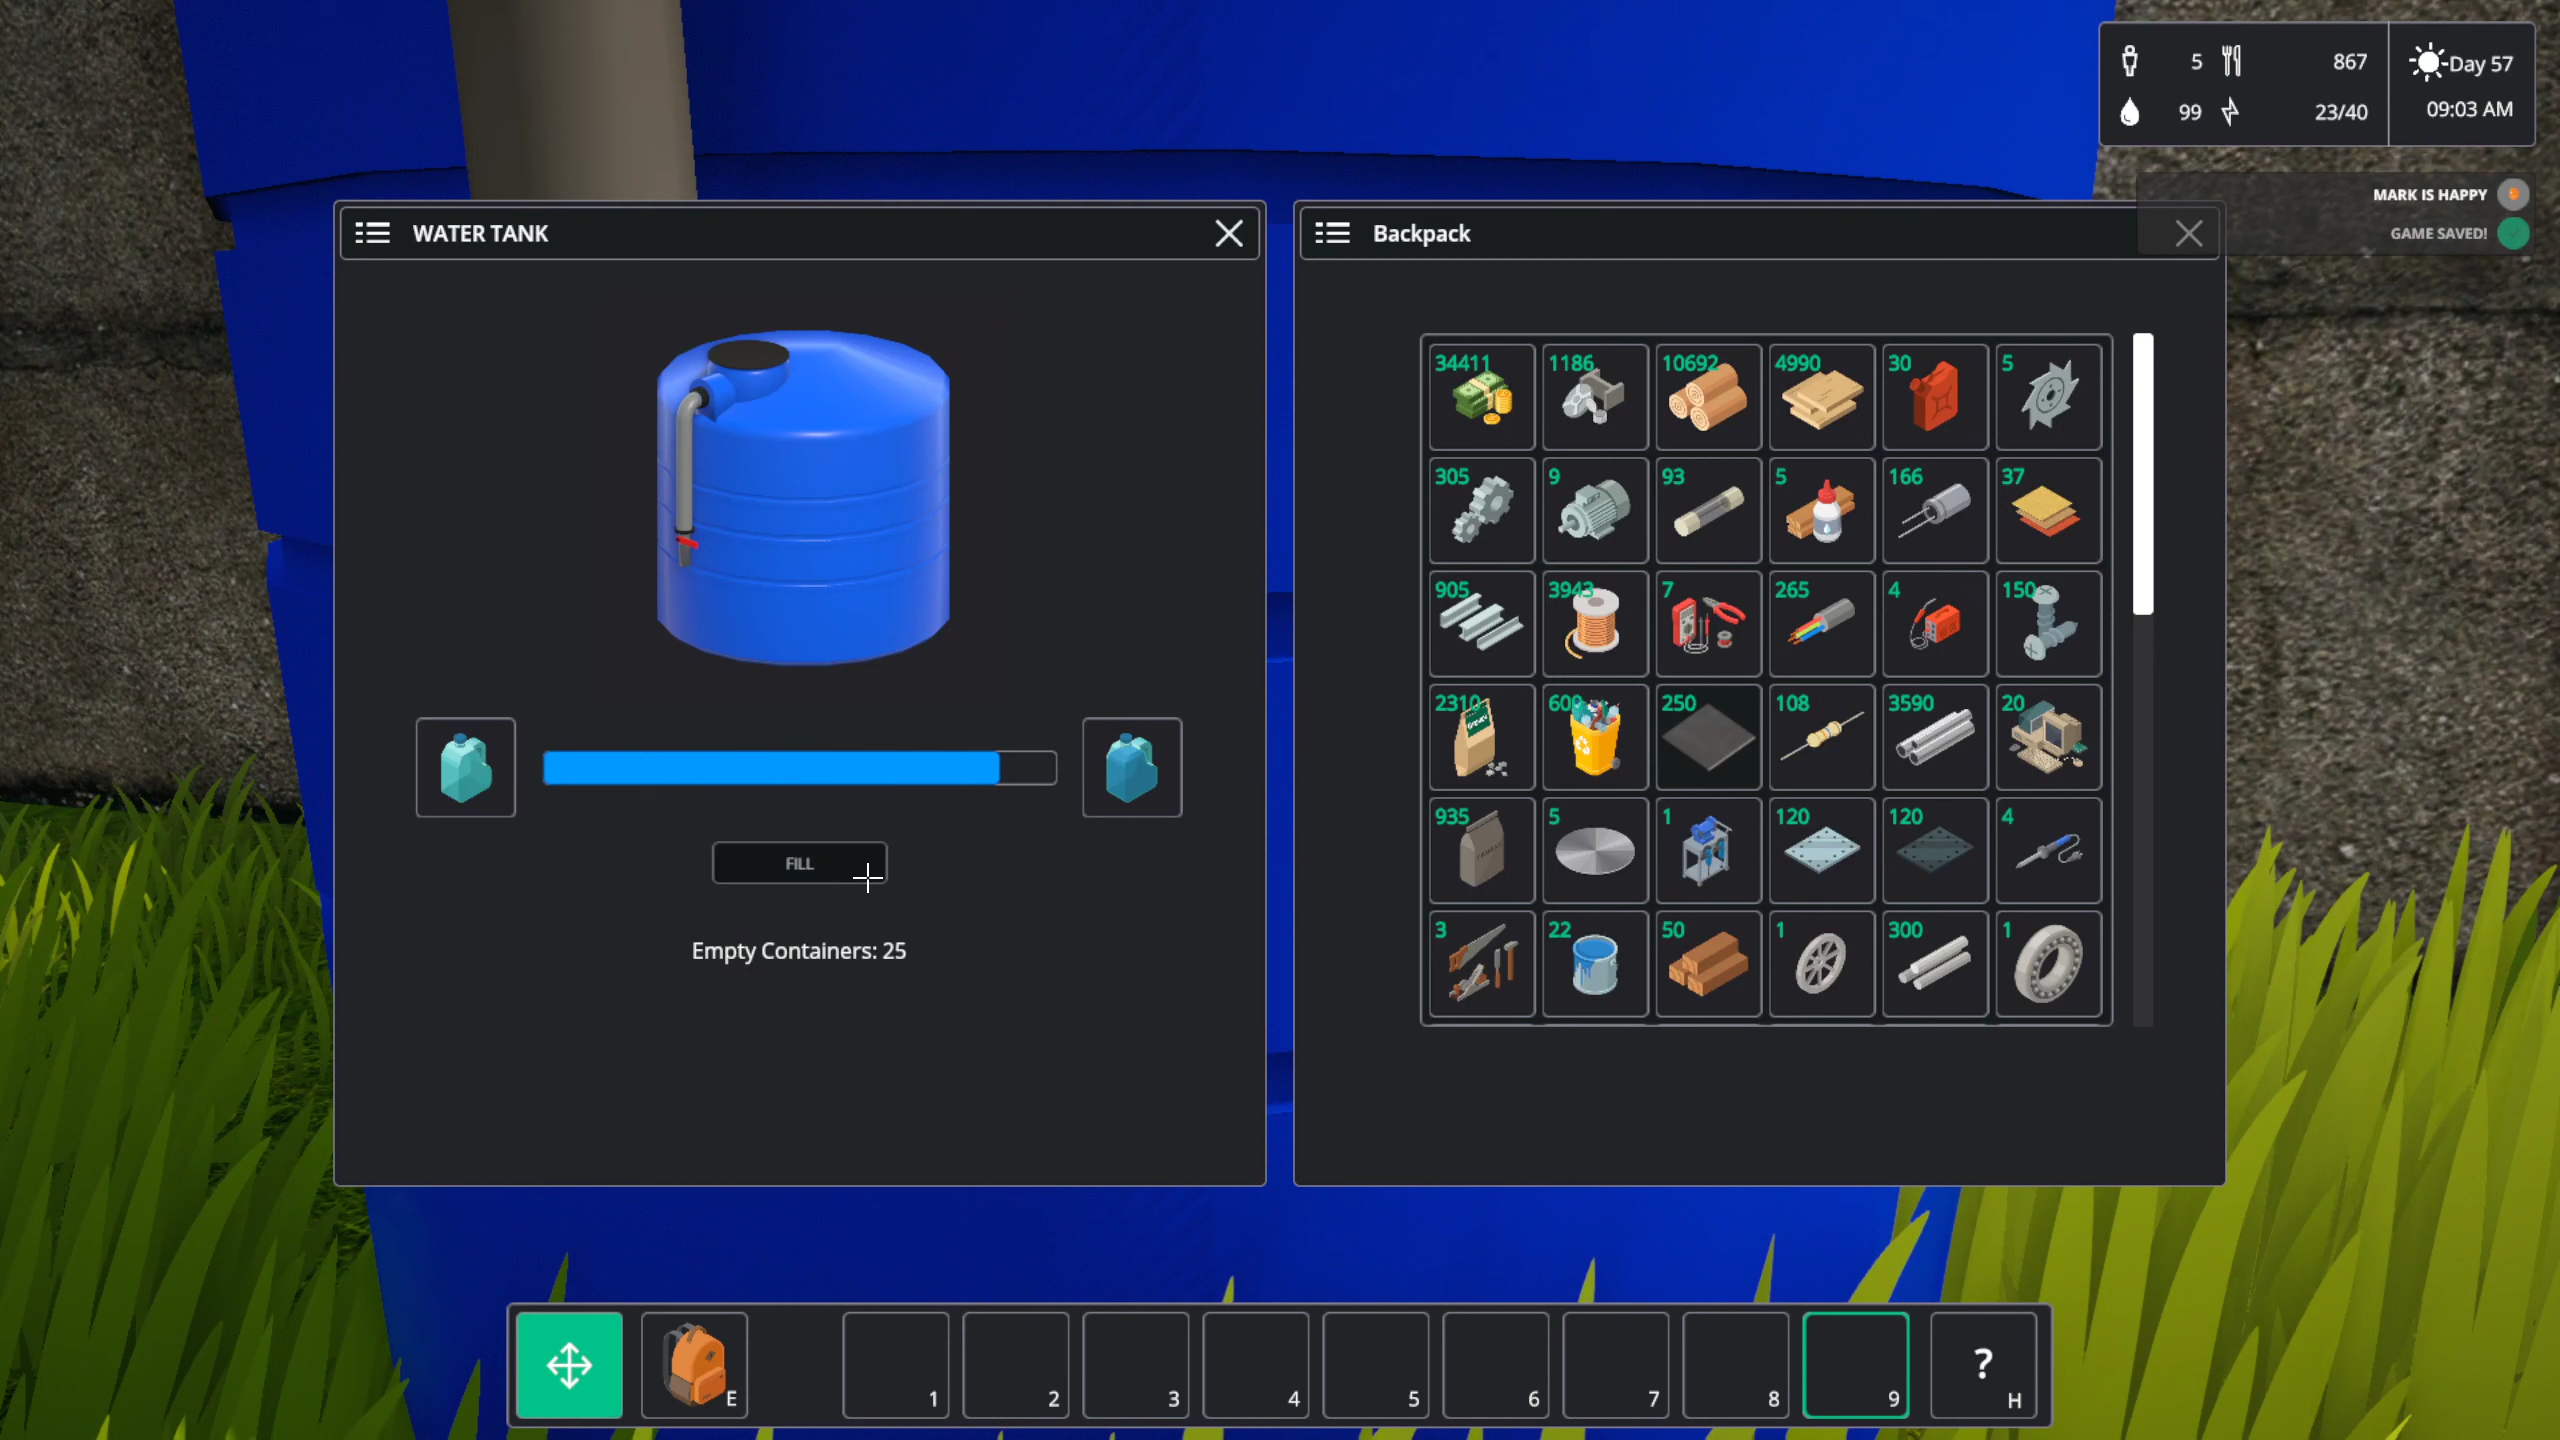 5 867
99 23/40
Day 57
09:03 AM
MARK IS HAPPY
GAME SAVED!
WATER TANK
Backpack
34411 1186 10692 4990 30 5
305 9 93 5 166 37
905 3943 7 265 4 150
2310 600 250 108 3590 20
935 5 1 120 120 4
3 22 50 1 300 1
FILL
Empty Containers: 25
E 1 2 3 4 5 6 7 8 9 ? H